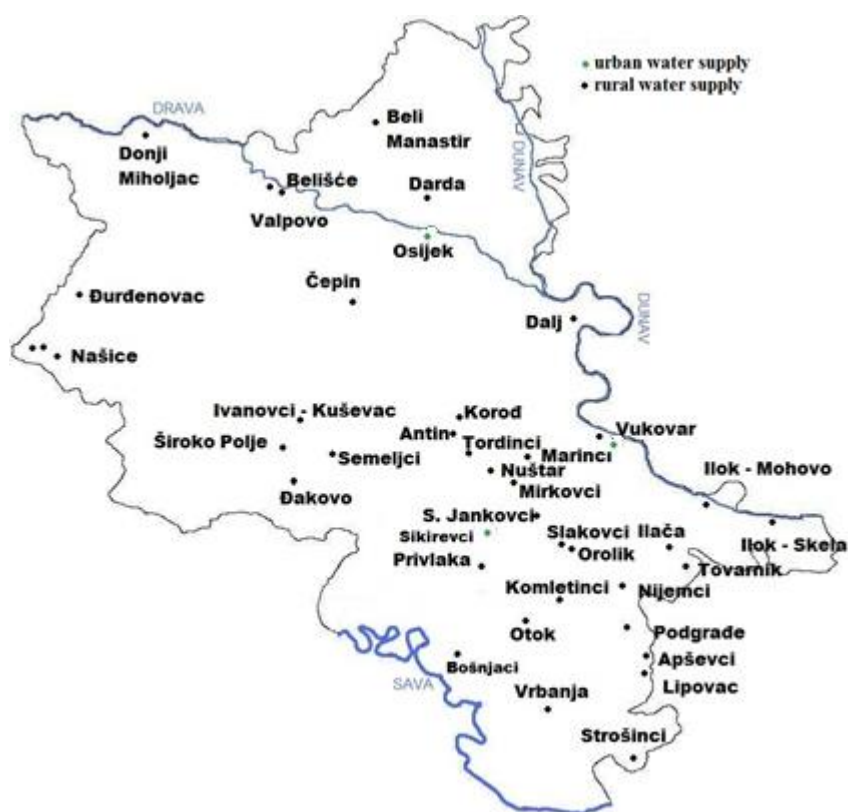 urban water supply
rural water supply
DRAVA
Beli
Manastir
DUNAV
Donji
Miholjac
Belišće
Darda
Valpovo
Osijek
Čepin
Đurđenovac
DUNAV
Dalj
Našice
Ivanovci - Kuševac
Korođ
Antin
Vukovar
Široko Polje
Tordinci
Semeljci
Marinci
Nuštar
Ilok - Mohovo
Đakovo
Mirkovci
S. Jankovci
Sikirevci
Slakovci
Ilača
Ilok - Skela
Orolik
Privlaka
Tovarnik
Komletinci
Nijemci
Otok
Podgrađe
Bošnjaci
Apševci
SAVA
Lipovac
Vrbanja
Strošinci